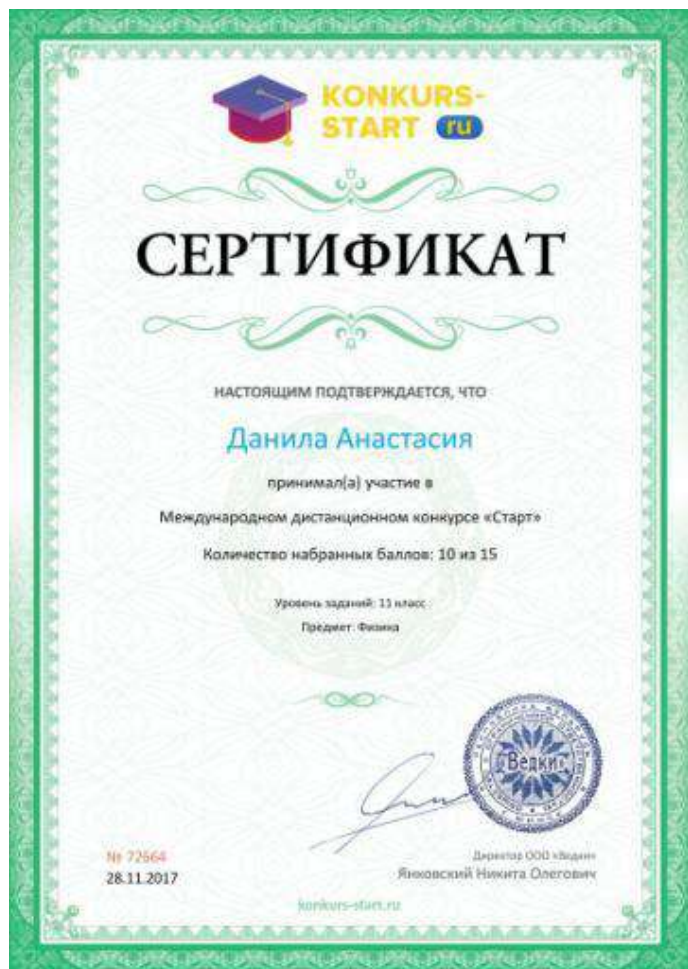 KONKURS-
START ru
СЕРТИФИКАТ
НАСТОЯЩИМ ПОДТВЕРЖДАЕТСЯ, ЧТО
Данила Анастасия
принимал(а) участие в
Международном дистанционном конкурсе «Старт»
Количество набранных баллов: 10 из 15
Уровень заданий: 11 класс
Предмет: Физика
Ведки
№ 72664
28.11.2017
Директор ООО «Ведки»
Янковский Никита Олегович
konkurs-start.ru